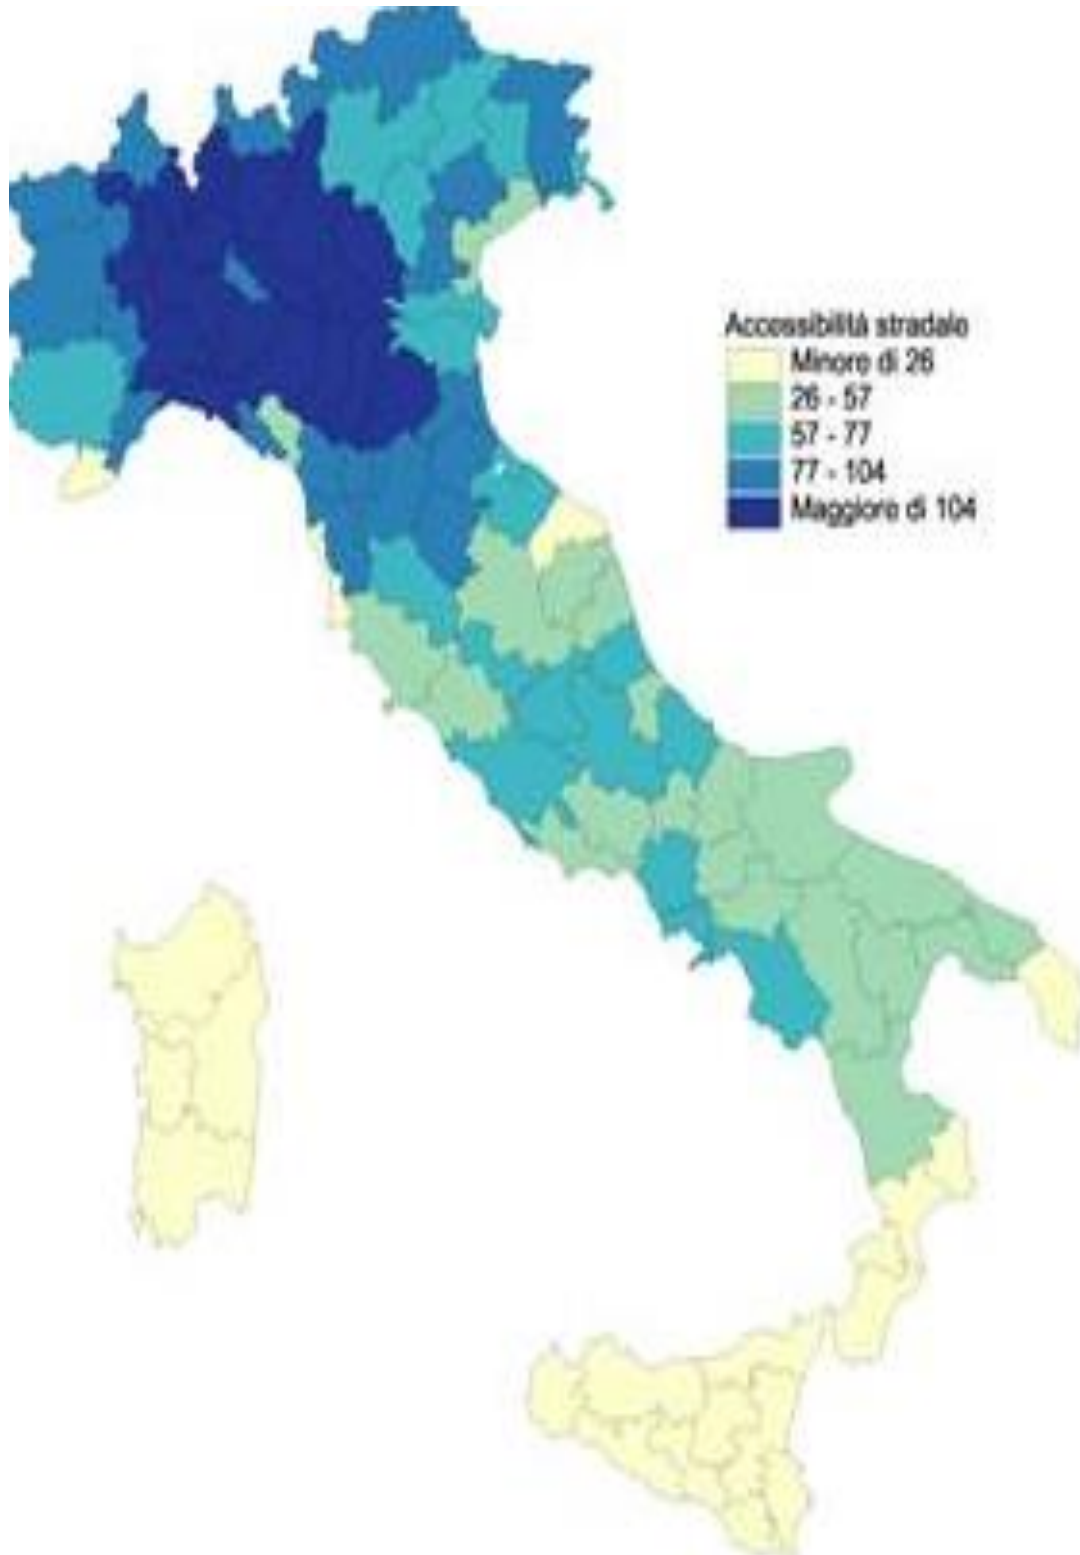 Accessibilità stradale
Minore di 26
26 - 57
57 - 77
77 - 104
Maggiore di 104